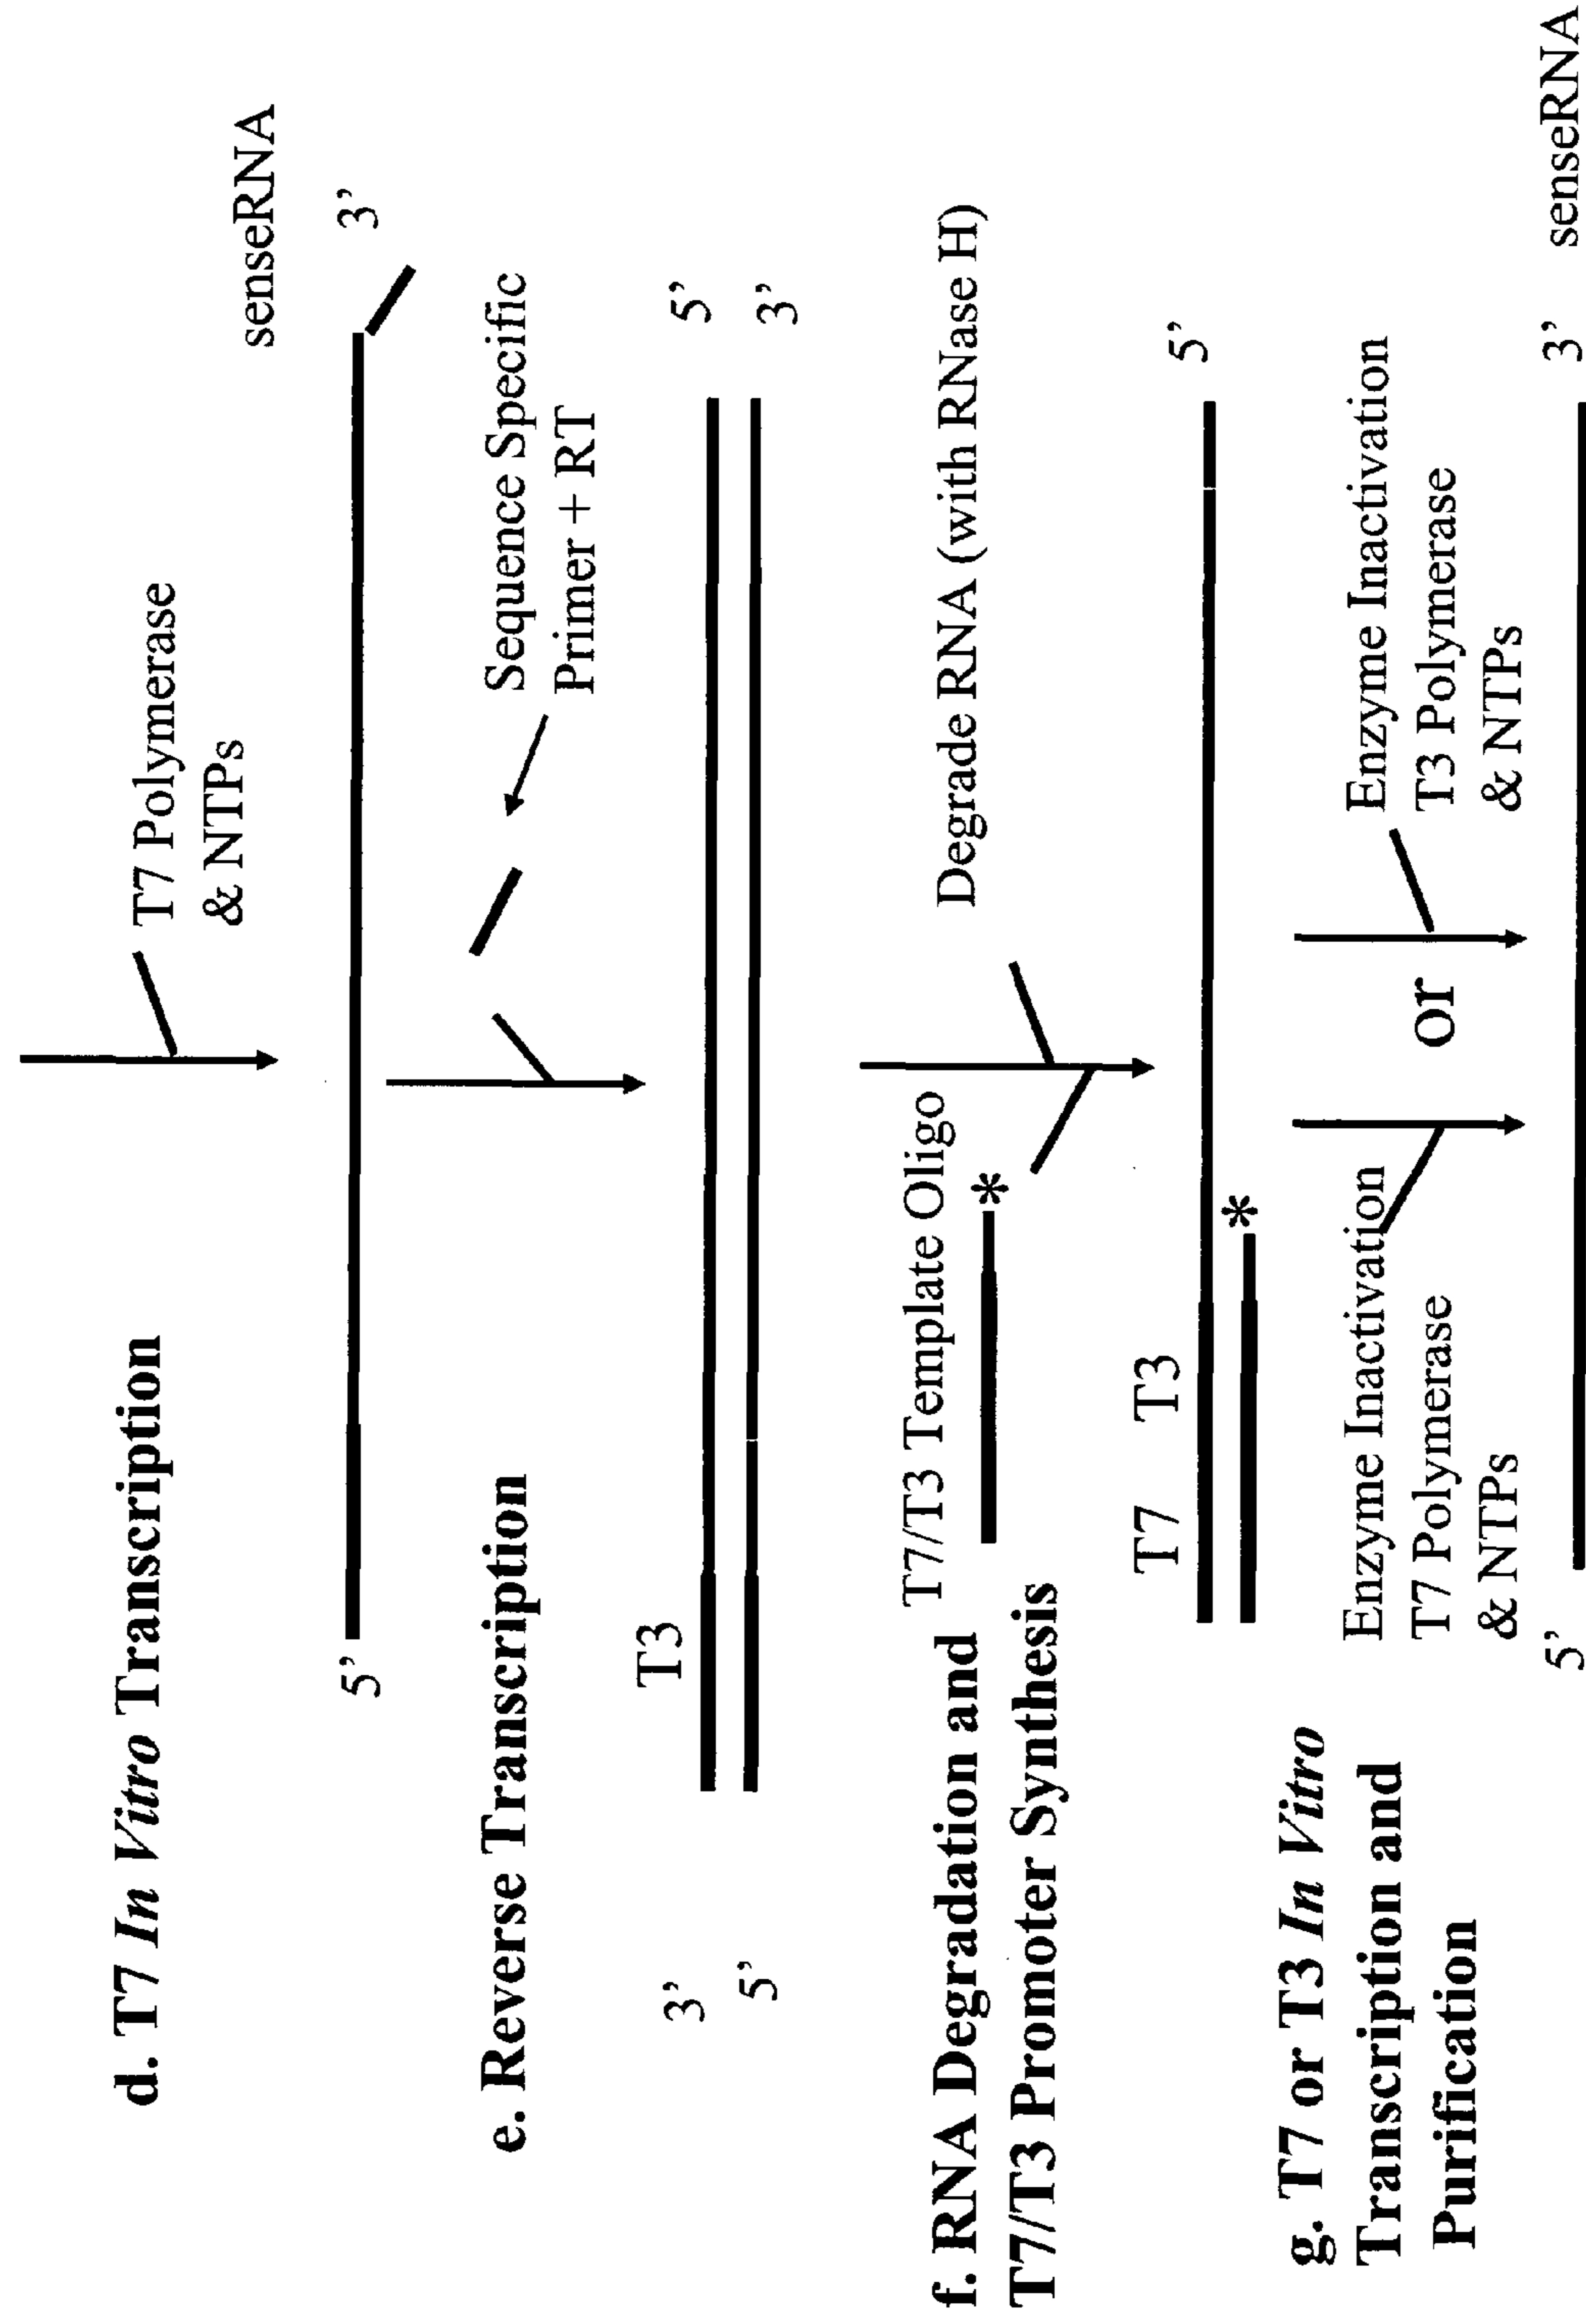 d. T7 In Vitro Transcription
T7 Polymerase
& NTPs
senseRNA
5’
3’
e. Reverse Transcription
Sequence Specific
Primer + RT
T3
3’
5’
5’
3’
f. RNA Degradation and
T7/T3 Promoter Synthesis
T7/T3 Template Oligo
*
Degrade RNA (with RNase H)
T7 T3
5’
*
g. T7 or T3 In Vitro
Transcription and
Purification
Enzyme Inactivation
T7 Polymerase
& NTPs
or
Enzyme Inactivation
T3 Polymerase
& NTPs
5’
3’
senseRNA